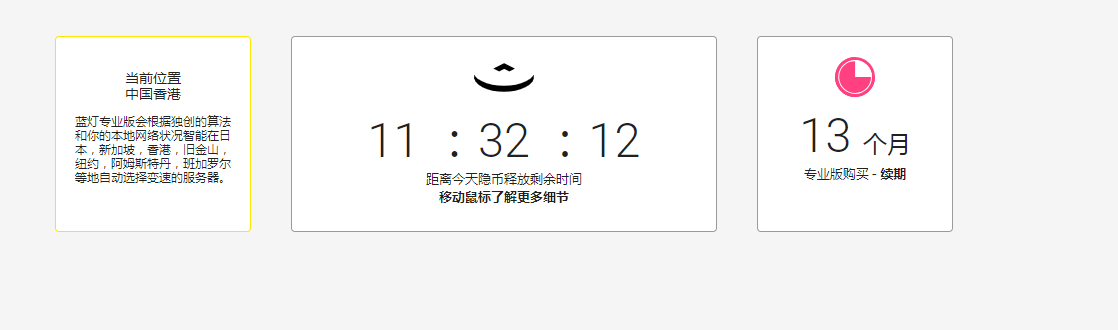 当前位置
中国香港
蓝灯专业版会根据独创的算法
和你的本地网络状况智能在日
本，新加坡，香港，旧金山，
纽约，阿姆斯特丹，班加罗尔
等地自动选择变速的服务器。
11 : 32 : 12
距离今天隐币释放剩余时间
移动鼠标了解更多细节
13 个月
专业版购买 - 续期